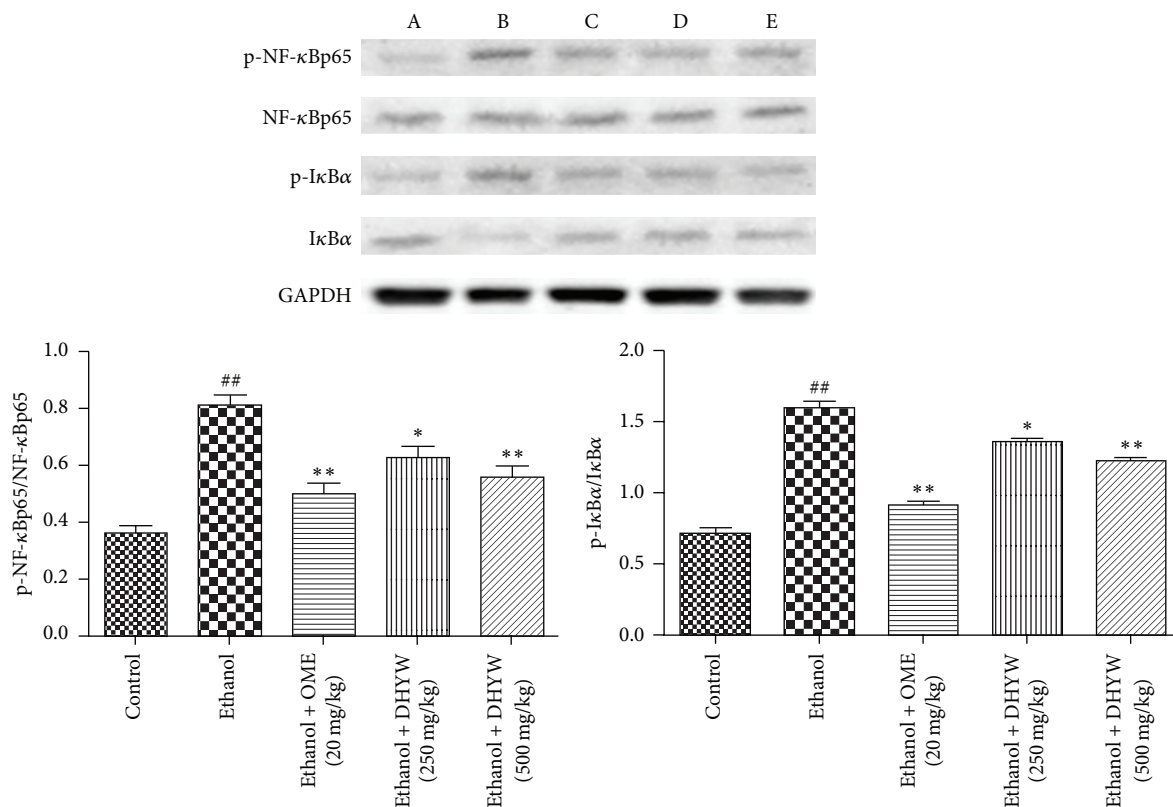 A B C D E
p-NF-κBp65
NF-κBp65
p-IκBα
IκBα
GAPDH
p-NF-κBp65/NF-κBp65
1.0
0.8
0.6
0.4
0.2
0.0
##
**
*
**
Control
Ethanol
Ethanol + OME
(20 mg/kg)
Ethanol + DHYW
(250 mg/kg)
Ethanol + DHYW
(500 mg/kg)
p-IκBα/IκBα
2.0
1.5
1.0
0.5
0.0
##
**
*
**
Control
Ethanol
Ethanol + OME
(20 mg/kg)
Ethanol + DHYW
(250 mg/kg)
Ethanol + DHYW
(500 mg/kg)